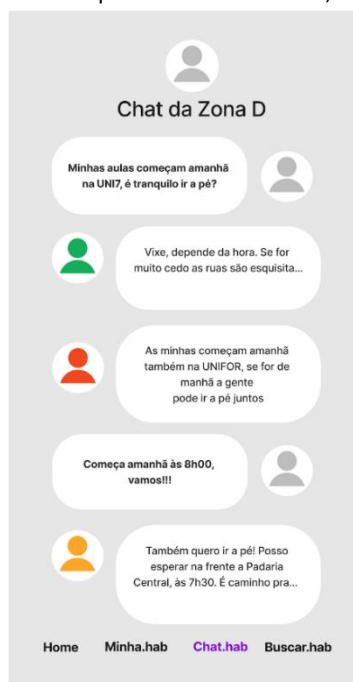 Chat da Zona D
Minhas aulas começam amanhã
na UNI7, é tranquilo ir a pé?
Vixe, depende da hora. Se for
muito cedo as ruas são esquisita...
As minhas começam amanhã
também na UNIFOR, se for de
manhã a gente
pode ir a pé juntos
Começa amanhã às 8h00,
vamos!!!
Também quero ir a pé! Posso
esperar na frente a Padaria
Central, às 7h30. É caminho pra...
Home Minha.hab Chat.hab Buscar.hab